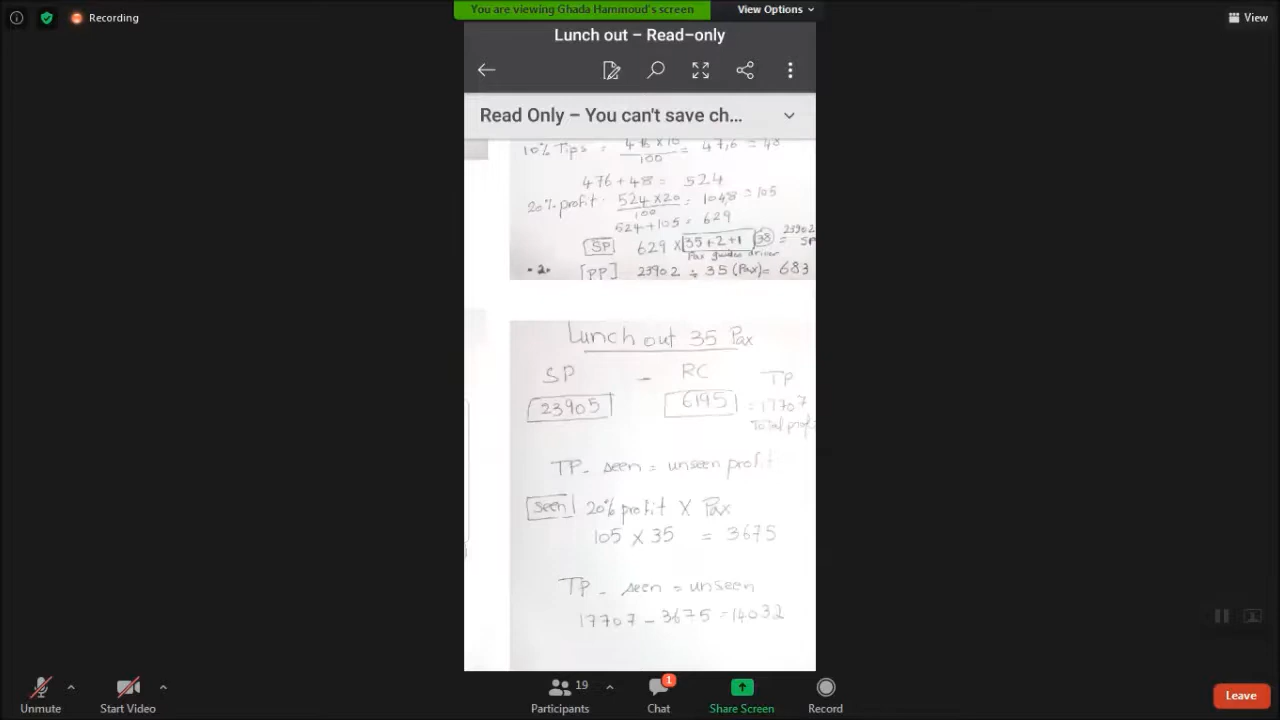 Recording
You are viewing Ghada Hammoud's screen
View Options
View
Lunch out – Read-only
Read Only – You can't save ch...
10% Tips = 476 x 10 / 100 = 47,6 = 48
476 + 48 = 524
20% profit: 524 x 20 / 100 = 104,8 = 105
524 + 105 = 629
SP 629 x 35 + 2 + 1 38 = 23902 SP
Pax guides driver
• 2 • [PP] 23902 ÷ 35 (Pax) = 683
Lunch out 35 Pax
SP – RC TP
23905 6195 = 17707
Total profi
TP - seen = unseen profit
Seen 20% profit X Pax
105 x 35 = 3675
TP - seen = unseen
17707 – 3675 = 14032
Unmute
Start Video
19
Participants
1
Chat
Share Screen
Record
Leave